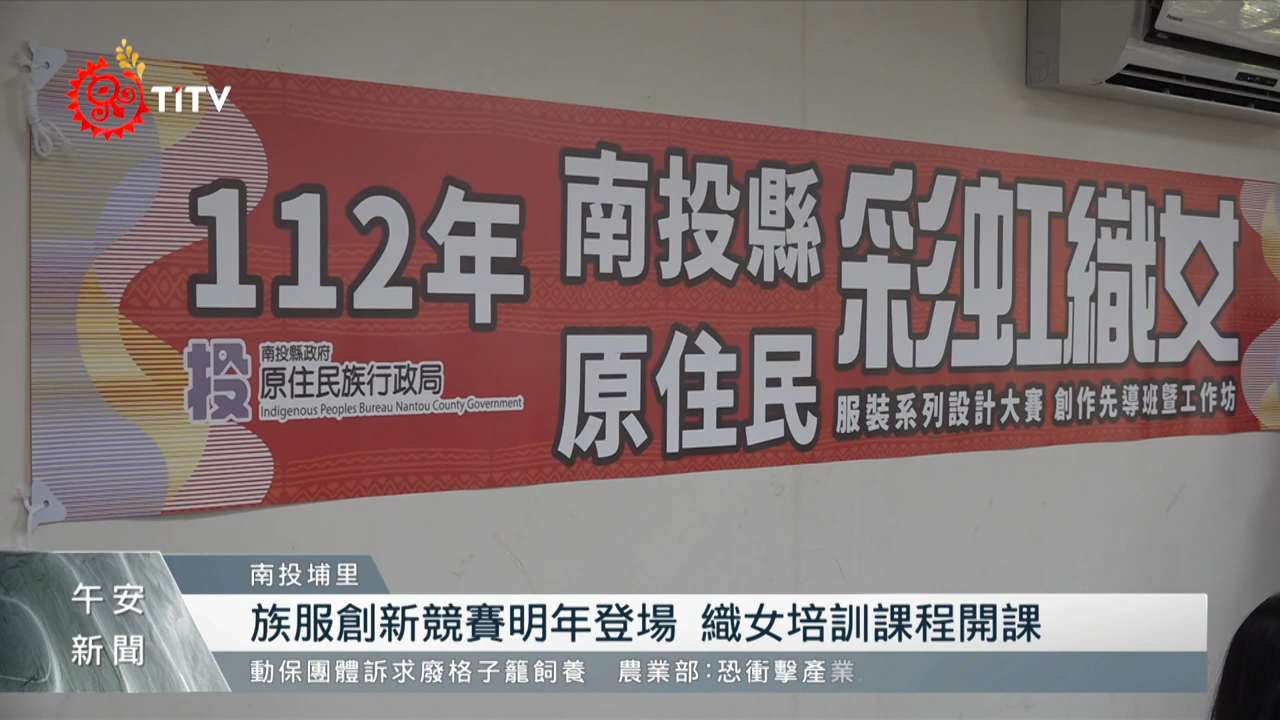 TiTV
112年
南投縣
原住民
彩虹織女
服裝系列設計大賽 創作先導班暨工作坊
投
南投縣政府
原住民族行政局
Indigenous Peoples Bureau Nantou County Government
午安
新聞
南投埔里
族服創新競賽明年登場 織女培訓課程開課
動保團體訴求廢格子籠飼養 農業部:恐衝擊產業